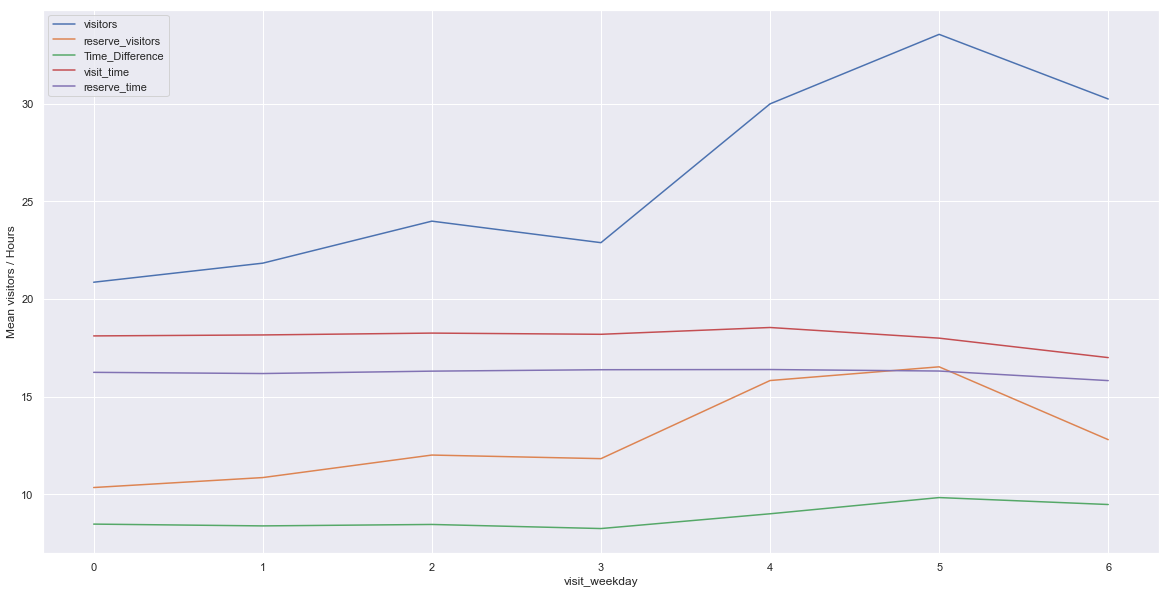 visitors
reserve_visitors
Time_Difference
visit_time
reserve_time
Mean visitors / Hours
30
25
20
15
10
0 1 2 3 4 5 6
visit_weekday